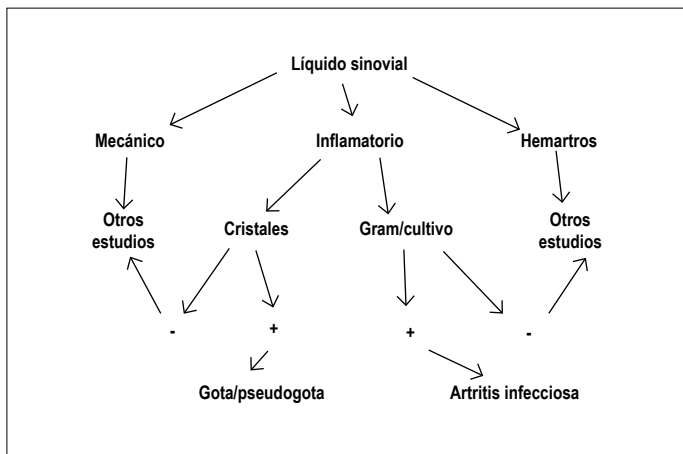 Líquido sinovial
Mecánico
Inflamatorio
Hemartros
Otros
estudios
Cristales
Gram/cultivo
Otros
estudios
-
+
+
-
Gota/pseudogota
Artritis infecciosa